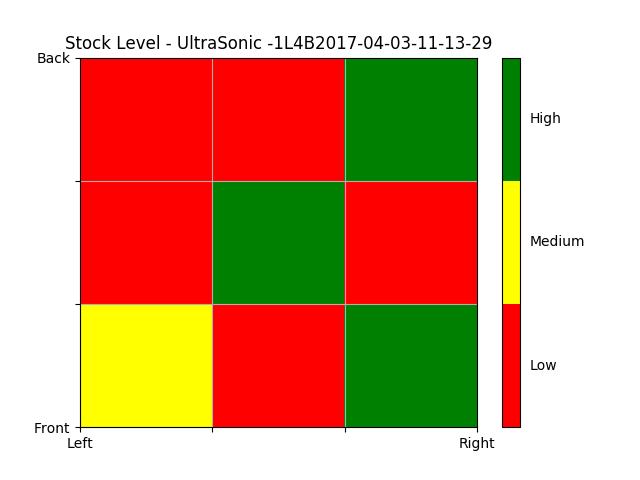 Stock Level - UltraSonic -1L4B2017-04-03-11-13-29
Back
High
Medium
Low
Front
Left
Right